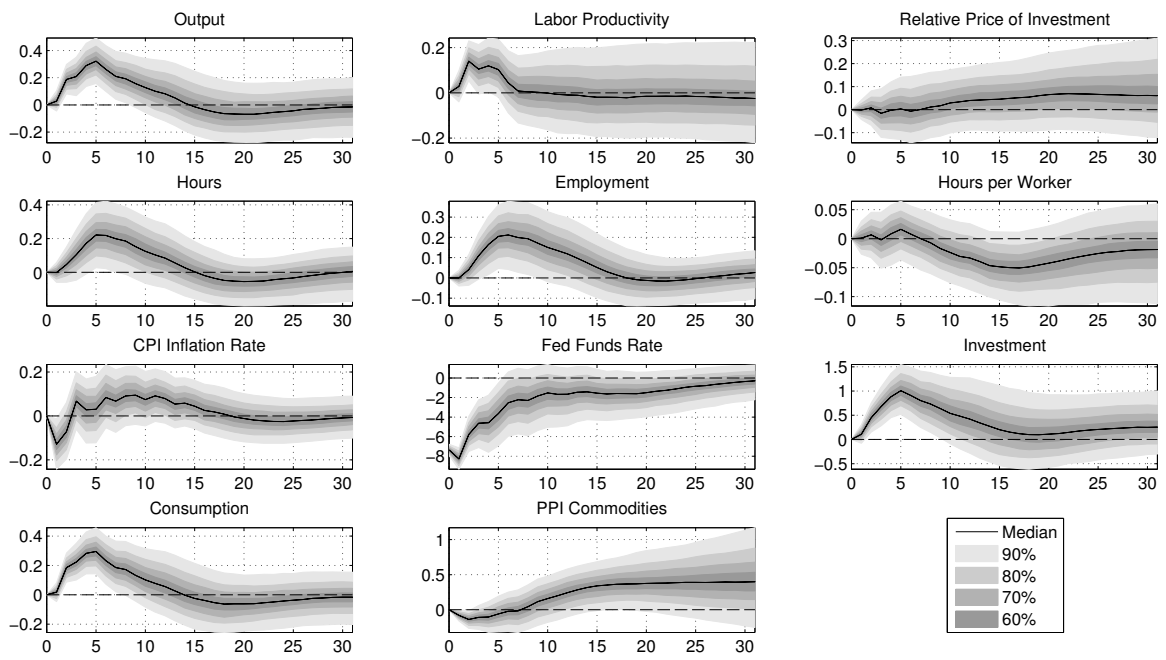 Output
0.4
0.2
0
−0.2
0 5 10 15 20 25 30
Labor Productivity
0.2
0
−0.2
0 5 10 15 20 25 30
Relative Price of Investment
0.3
0.2
0.1
0
−0.1
0 5 10 15 20 25 30
Hours
0.4
0.2
0
0 5 10 15 20 25 30
Employment
0.3
0.2
0.1
0
−0.1
0 5 10 15 20 25 30
Hours per Worker
0.05
0
−0.05
−0.1
0 5 10 15 20 25 30
CPI Inflation Rate
0.2
0
−0.2
0 5 10 15 20 25 30
Fed Funds Rate
0
−2
−4
−6
−8
0 5 10 15 20 25 30
Investment
1.5
1
0.5
0
−0.5
0 5 10 15 20 25 30
Consumption
0.4
0.2
0
−0.2
0 5 10 15 20 25 30
PPI Commodities
1
0.5
0
0 5 10 15 20 25 30
Median
90%
80%
70%
60%